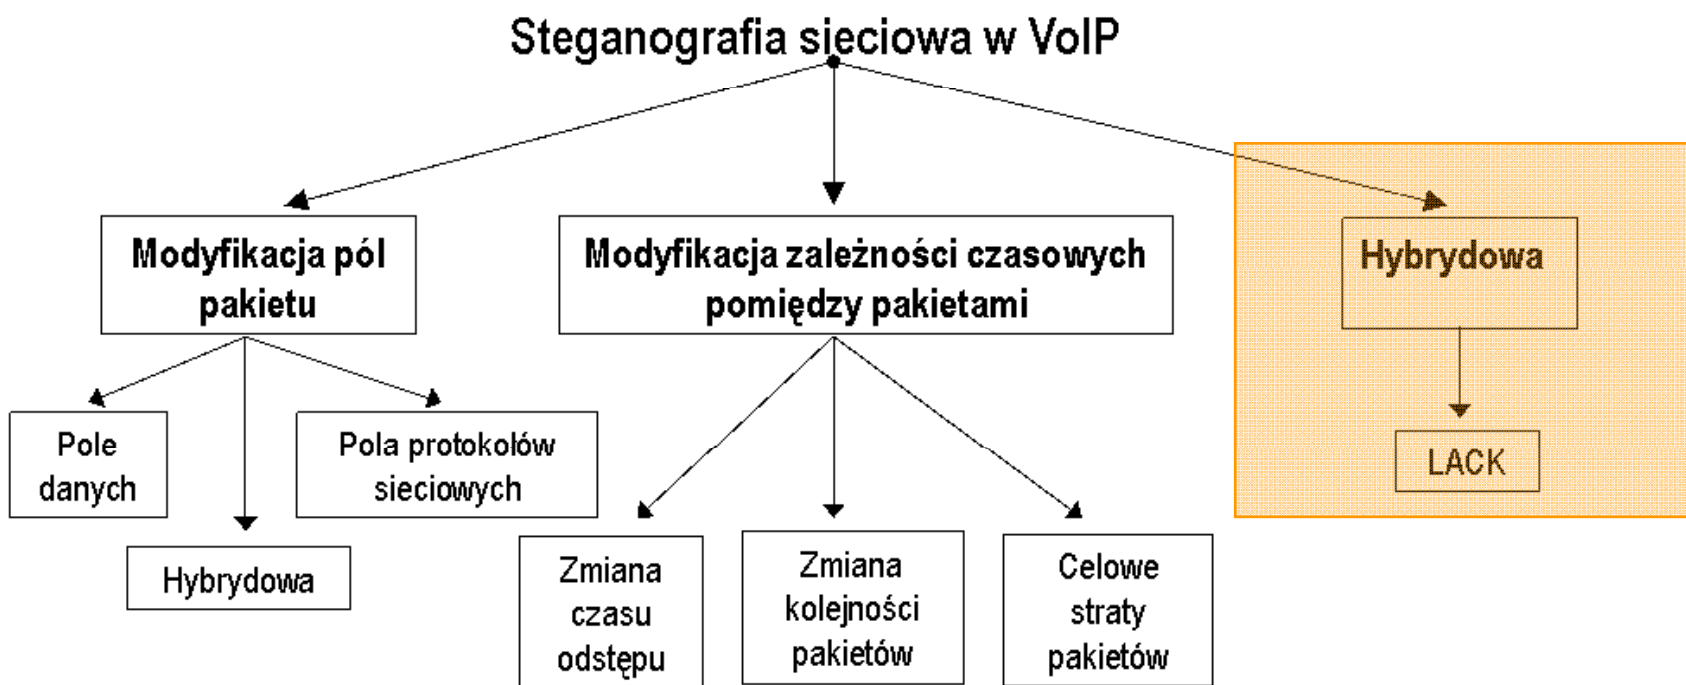 Steganografia sieciowa w VoIP
Modyfikacja pól
pakietu
Modyfikacja zależności czasowych
pomiędzy pakietami
Hybrydowa
Pole
danych
Pola protokołów
sieciowych
LACK
Hybrydowa
Zmiana
czasu
odstępu
Zmiana
kolejności
pakietów
Celowe
straty
pakietów